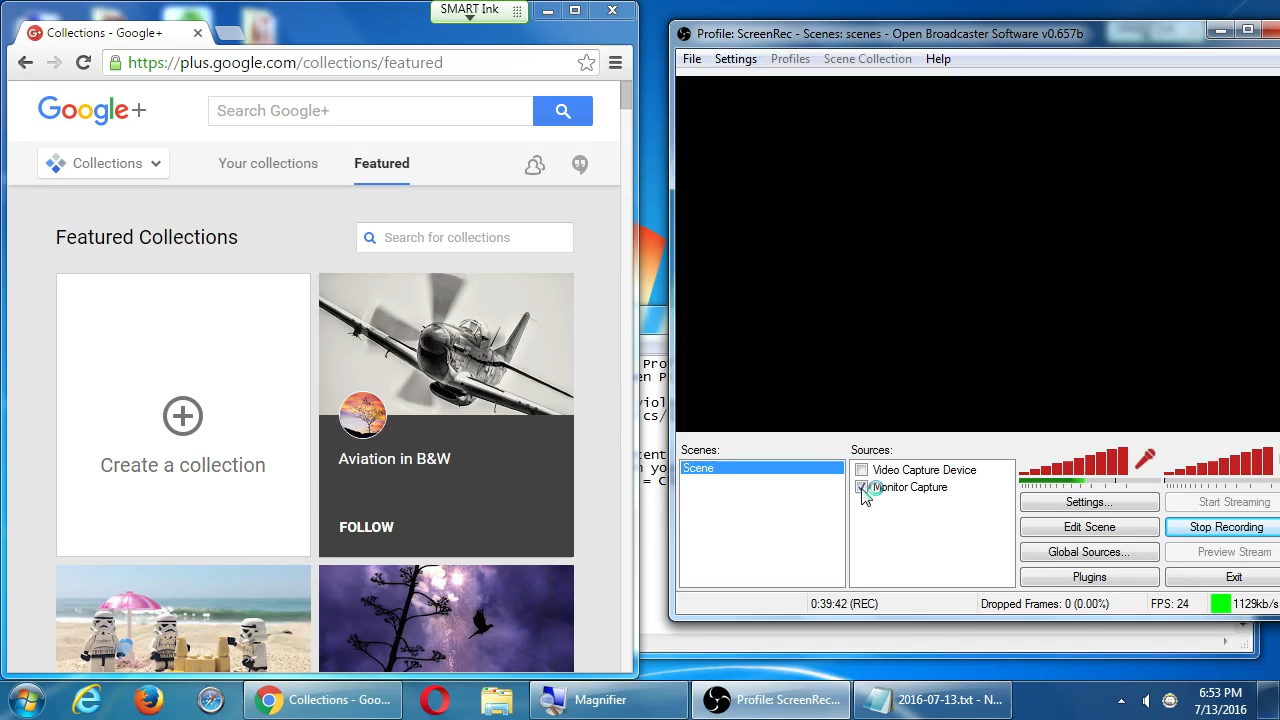 SMART Ink
Collections - Google+
https://plus.google.com/collections/featured
Google+
Search Google+
Collections
Your collections
Featured
Featured Collections
Search for collections
Create a collection
Aviation in B&W
FOLLOW
Profile: ScreenRec - Scenes: scenes - Open Broadcaster Software v0.657b
File Settings Profiles Scene Collection Help
Scenes:
Scene
Sources:
Video Capture Device
Monitor Capture
Settings...
Start Streaming
Edit Scene
Stop Recording
Global Sources...
Preview Stream
Plugins
Exit
0:39:42 (REC)
Dropped Frames: 0 (0.00%)
FPS: 24
1129kb/s
Collections - Goo...
Magnifier
Profile: ScreenRec...
2016-07-13.txt - N...
6:53 PM
7/13/2016